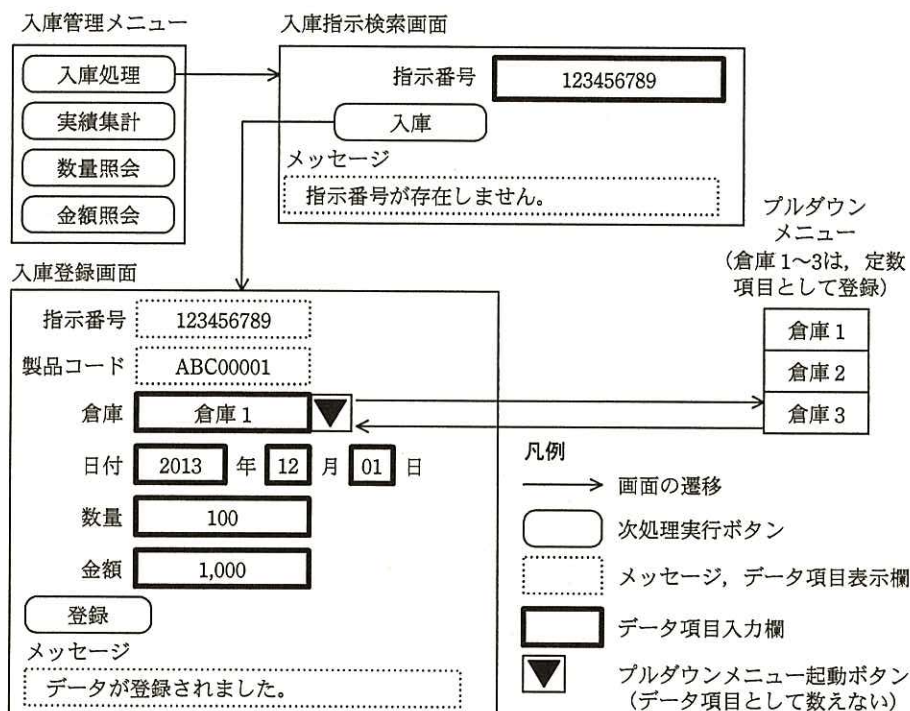 入庫管理メニュー
入庫処理
実績集計
数量照会
金額照会
入庫指示検索画面
指示番号 123456789
入庫
メッセージ
指示番号が存在しません。
プルダウン
メニュー
(倉庫1~3は，定数
項目として登録)
倉庫1
倉庫2
倉庫3
入庫登録画面
指示番号 123456789
製品コード ABC00001
倉庫 倉庫1 ▼
日付 2013 年 12 月 01 日
数量 100
金額 1,000
登録
メッセージ
データが登録されました。
凡例
画面の遷移
次処理実行ボタン
メッセージ，データ項目表示欄
データ項目入力欄
▼ プルダウンメニュー起動ボタン
(データ項目として数えない)